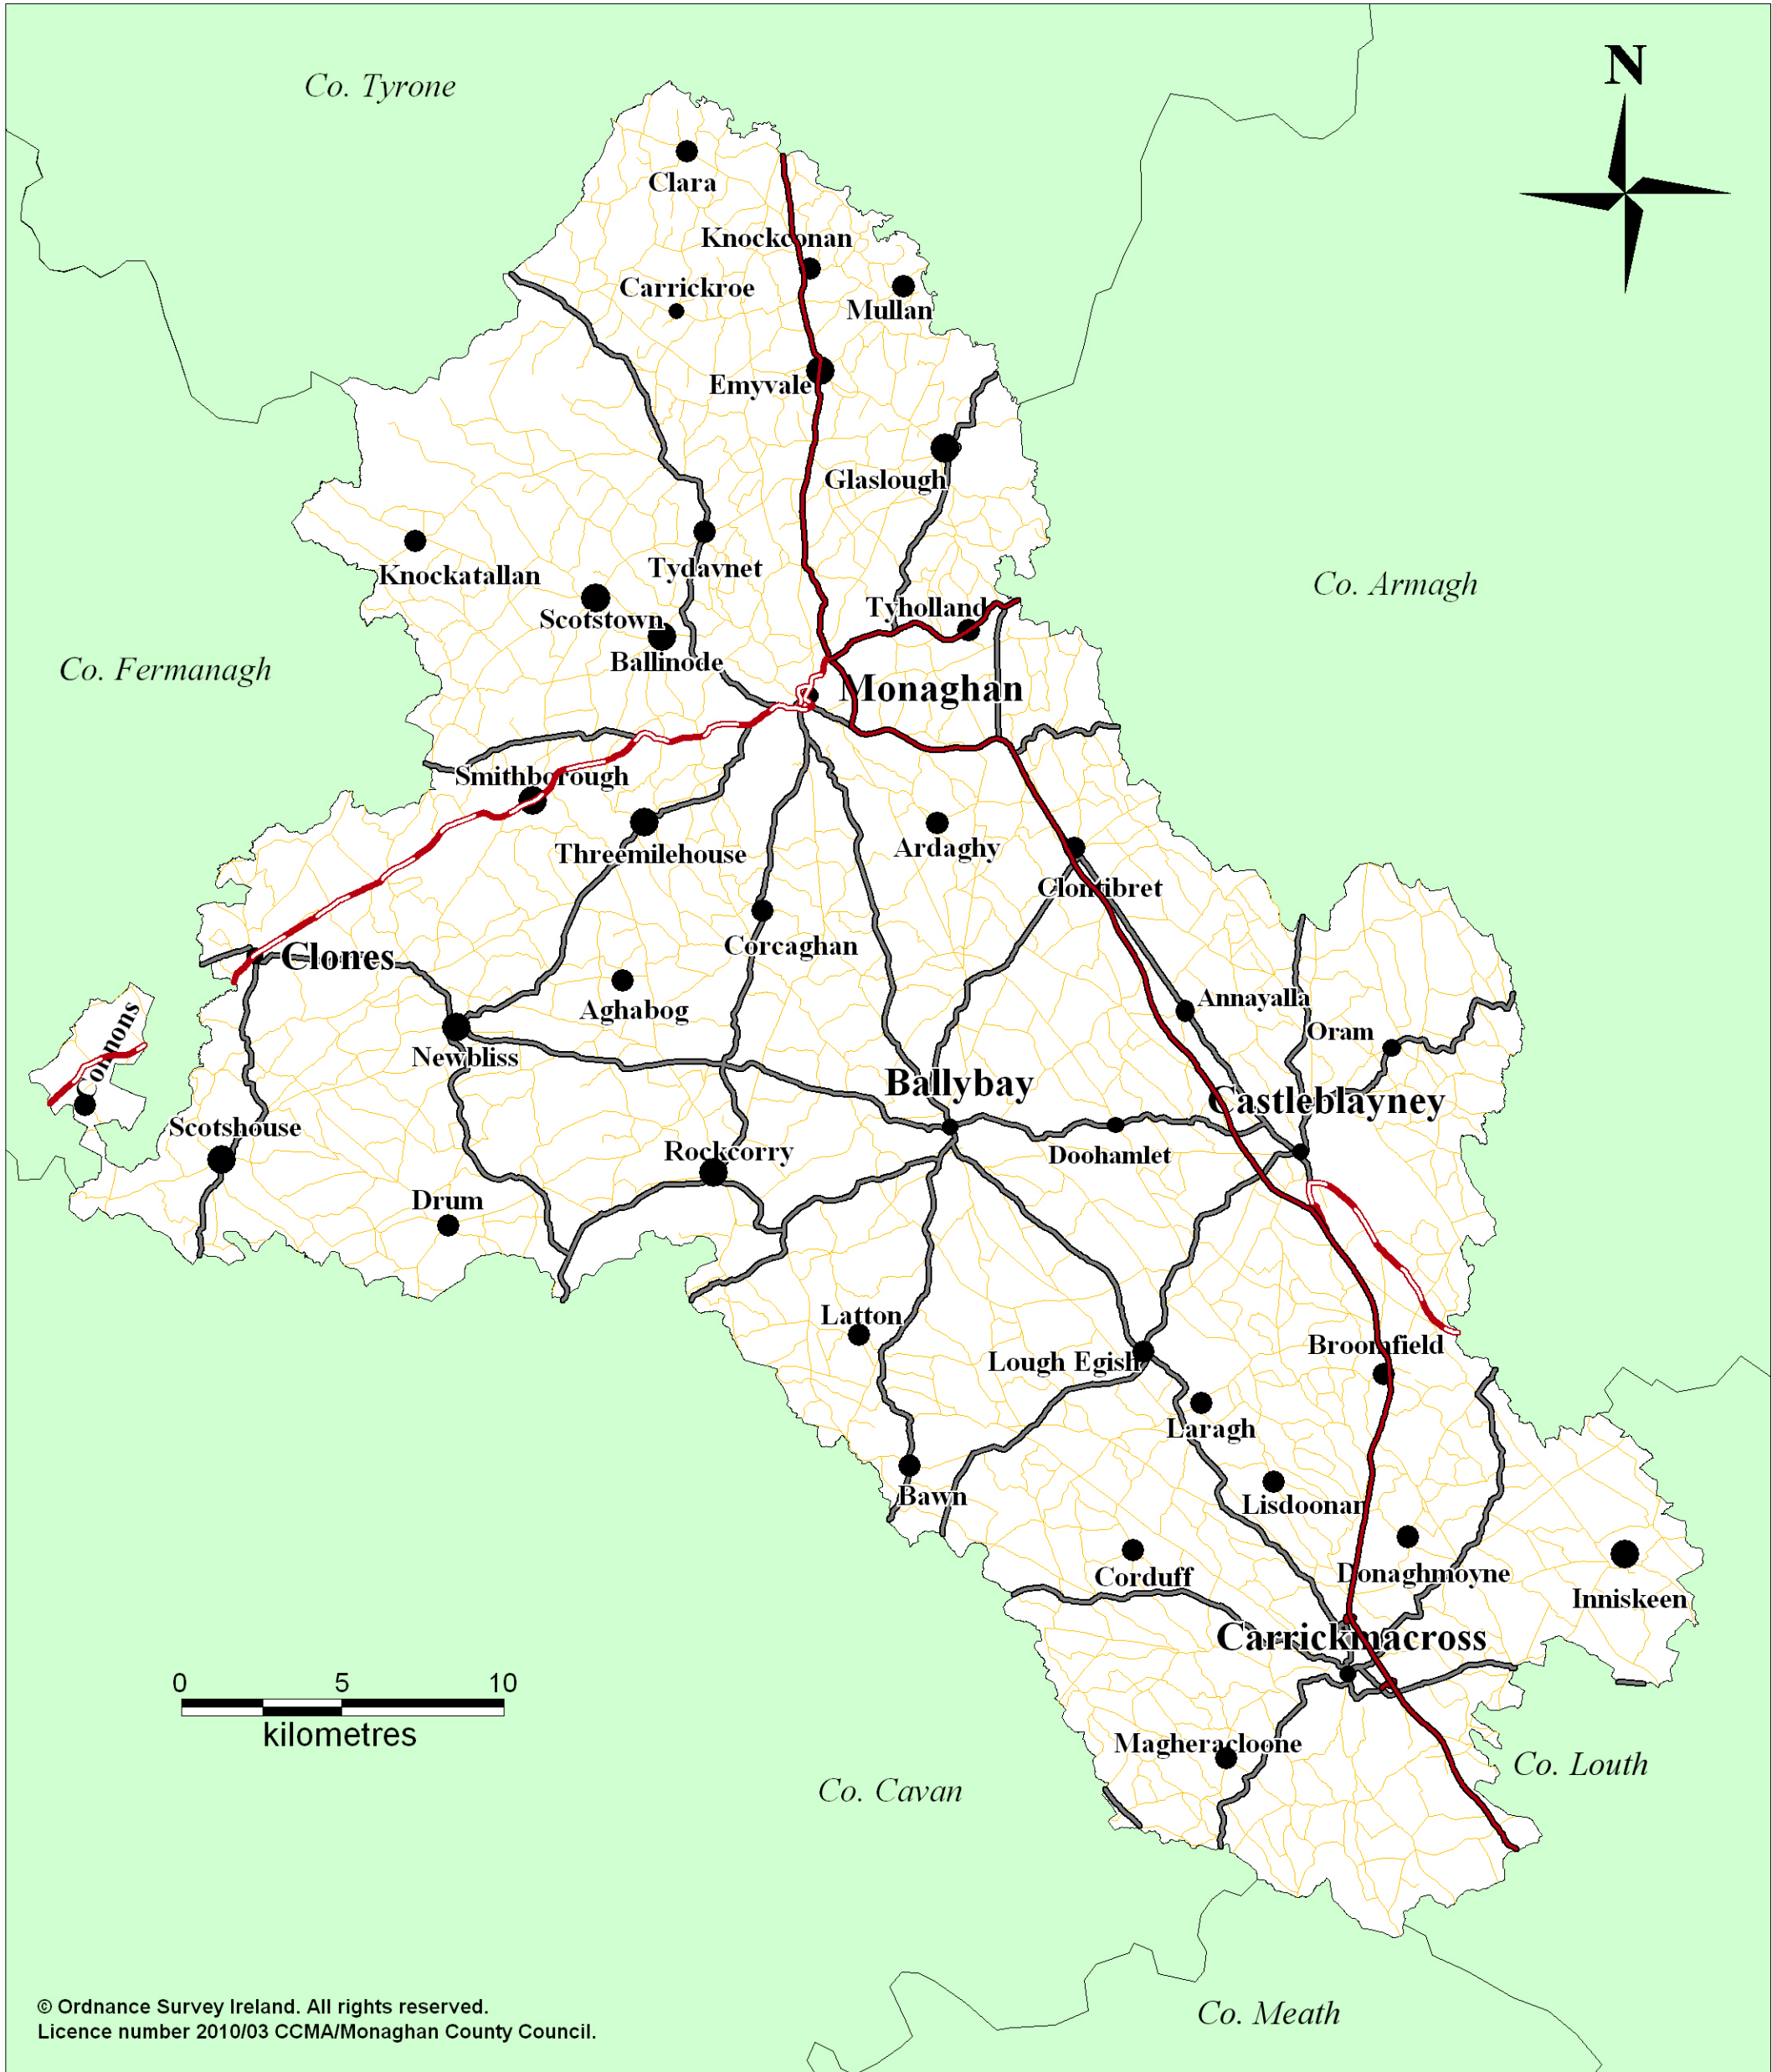 N
Co. Tyrone
Clara
Knockconan
Carrickroe
Mullan
Emyvale
Glaslough
Tydavnet
Knockatallan
Co. Armagh
Tyholland
Scotstown
Ballinode
Co. Fermanagh
Monaghan
Smithborough
Threemilehouse
Ardaghy
Clontibret
Corcaghan
Clones
Annayalla
Aghabog
Oram
Commons
Newbliss
Ballybay
Castleblayney
Scotshouse
Rockcorry
Doohamlet
Drum
Latton
Broomfield
Lough Egish
Laragh
Bawn
Lisdoonan
Donaghmoyne
Corduff
Inniskeen
Carrickmacross
0 5 10
kilometres
Magheracloone
Co. Louth
Co. Cavan
© Ordnance Survey Ireland. All rights reserved.
Licence number 2010/03 CCMA/Monaghan County Council.
Co. Meath